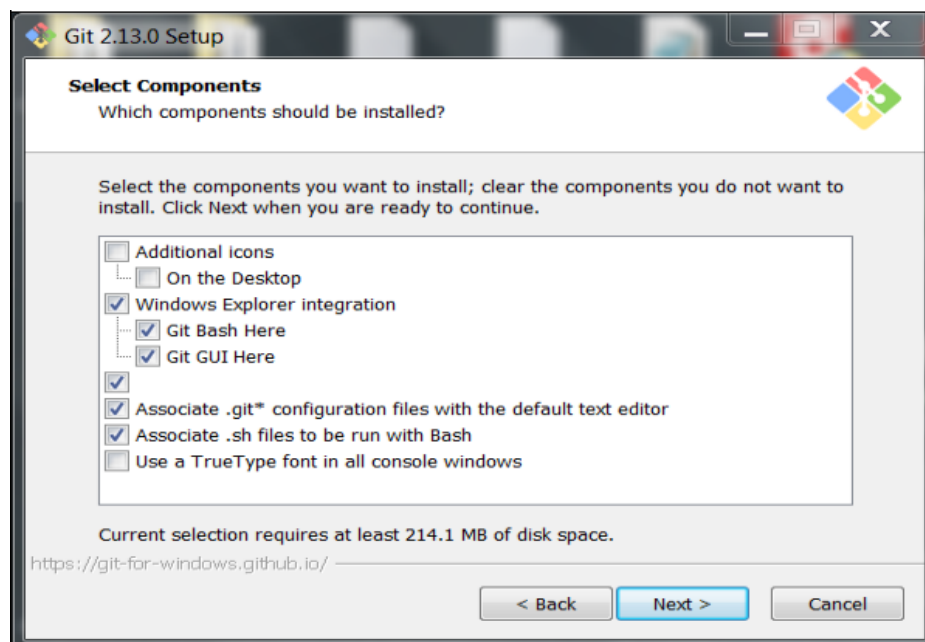 Git 2.13.0 Setup
Select Components
Which components should be installed?
Select the components you want to install; clear the components you do not want to
install. Click Next when you are ready to continue.
Additional icons
On the Desktop
Windows Explorer integration
Git Bash Here
Git GUI Here
Associate .git* configuration files with the default text editor
Associate .sh files to be run with Bash
Use a TrueType font in all console windows
Current selection requires at least 214.1 MB of disk space.
https://git-for-windows.github.io/
< Back
Next >
Cancel